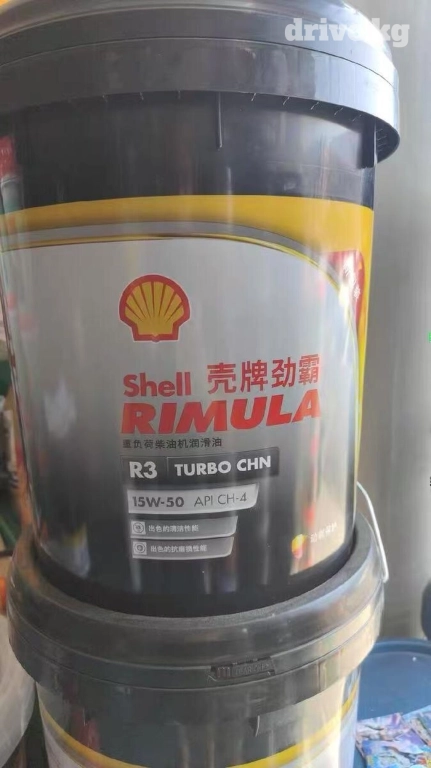 drive.kg
Shell 壳牌劲霸
RIMULA
重负荷柴油机润滑油
R3 TURBO CHN
15W-50 API CH-4
出色的清洁性能
出色的抗磨损性能